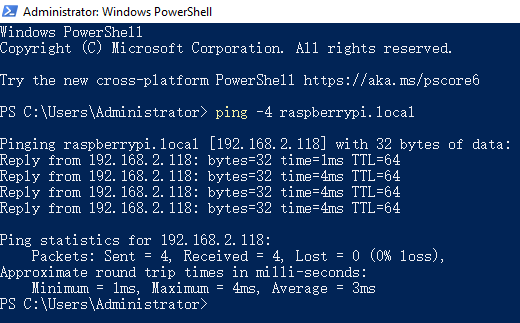 Administrator: Windows PowerShell
Windows PowerShell
Copyright (C) Microsoft Corporation. All rights reserved.
Try the new cross-platform PowerShell https://aka.ms/pscore6
PS C:\Users\Administrator> ping -4 raspberrypi.local
Pinging raspberrypi.local [192.168.2.118] with 32 bytes of data:
Reply from 192.168.2.118: bytes=32 time=1ms TTL=64
Reply from 192.168.2.118: bytes=32 time=4ms TTL=64
Reply from 192.168.2.118: bytes=32 time=4ms TTL=64
Reply from 192.168.2.118: bytes=32 time=4ms TTL=64
Ping statistics for 192.168.2.118:
    Packets: Sent = 4, Received = 4, Lost = 0 (0% loss),
Approximate round trip times in milli-seconds:
    Minimum = 1ms, Maximum = 4ms, Average = 3ms
PS C:\Users\Administrator>